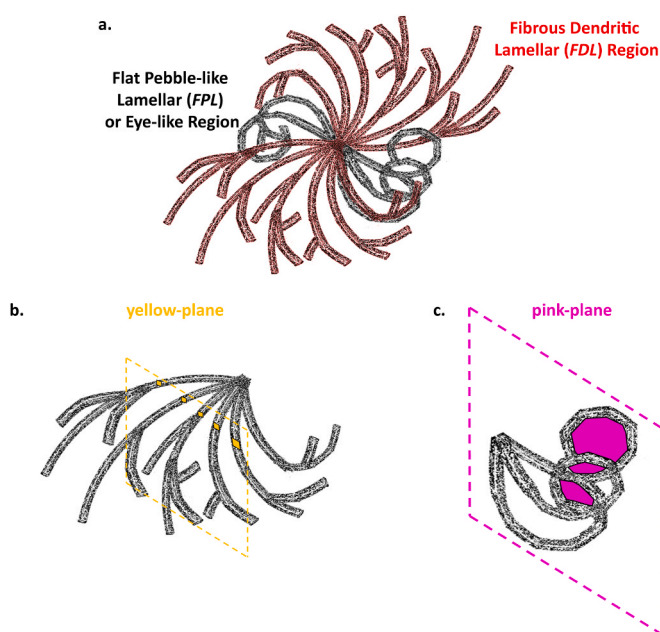 a.
Fibrous Dendritic
Lamellar (FDL) Region
Flat Pebble-like
Lamellar (FPL)
or Eye-like Region
b.
yellow-plane
c.
pink-plane